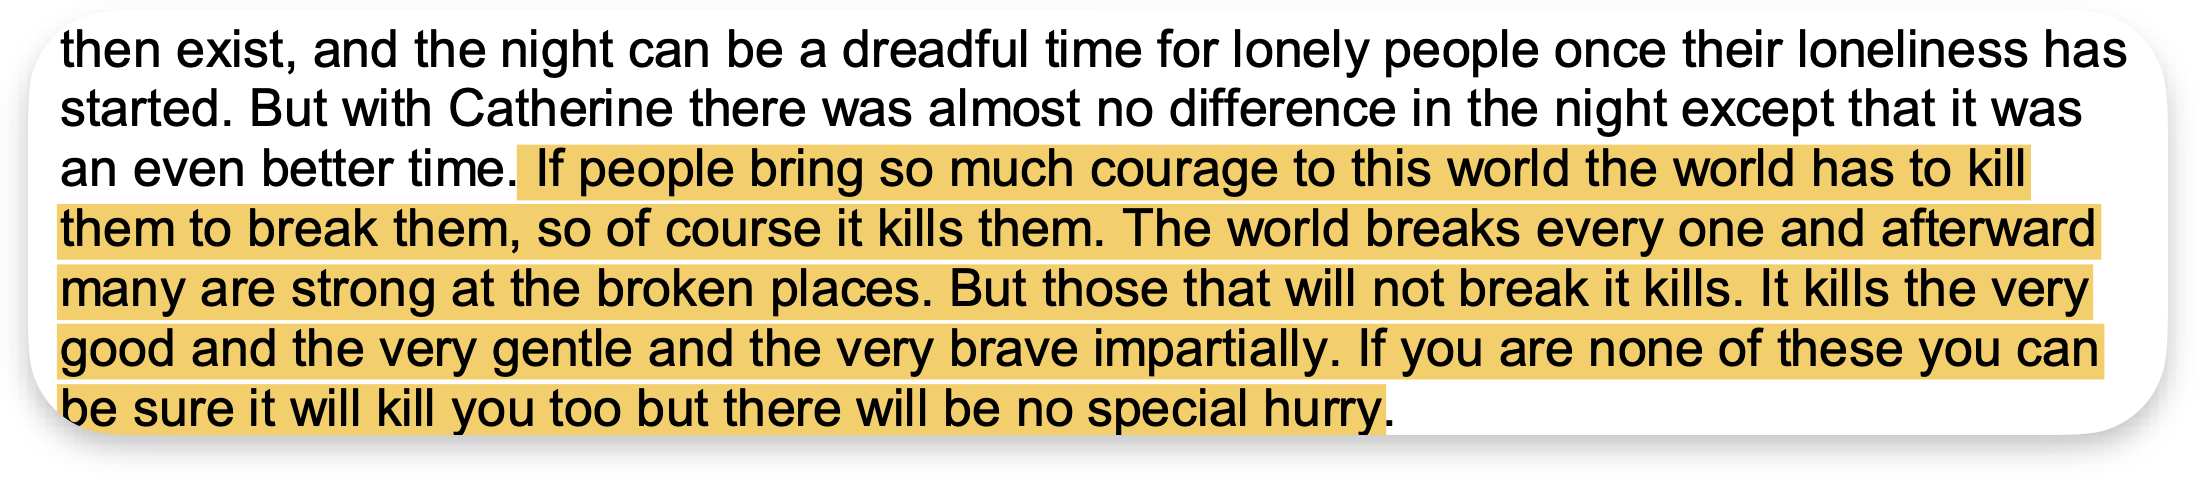 then exist, and the night can be a dreadful time for lonely people once their loneliness has
started. But with Catherine there was almost no difference in the night except that it was
an even better time. If people bring so much courage to this world the world has to kill
them to break them, so of course it kills them. The world breaks every one and afterward
many are strong at the broken places. But those that will not break it kills. It kills the very
good and the very gentle and the very brave impartially. If you are none of these you can
be sure it will kill you too but there will be no special hurry.